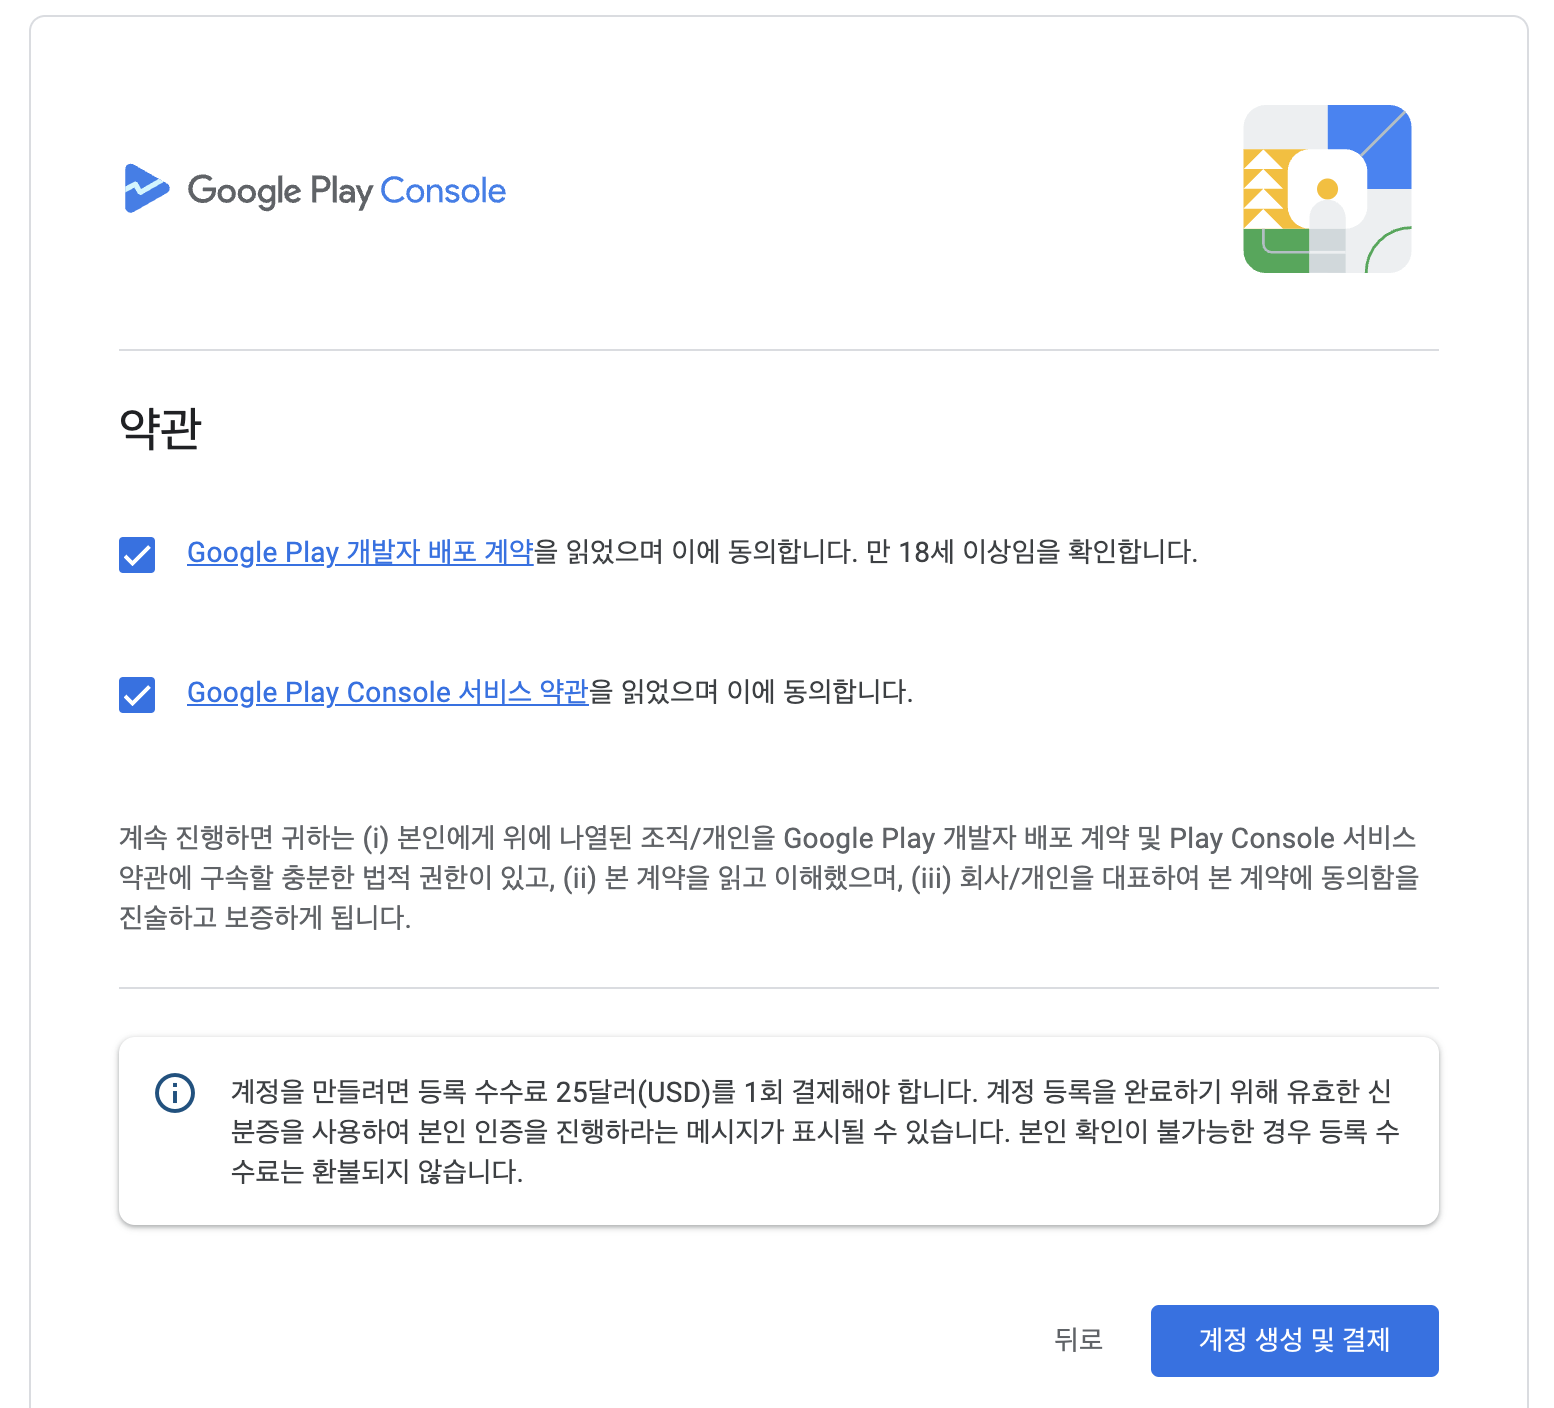 Google Play Console
약관
Google Play 개발자 배포 계약을 읽었으며 이에 동의합니다. 만 18세 이상임을 확인합니다.
Google Play Console 서비스 약관을 읽었으며 이에 동의합니다.
계속 진행하면 귀하는 (i) 본인에게 위에 나열된 조직/개인을 Google Play 개발자 배포 계약 및 Play Console 서비스
약관에 구속할 충분한 법적 권한이 있고, (ii) 본 계약을 읽고 이해했으며, (iii) 회사/개인을 대표하여 본 계약에 동의함을
진술하고 보증하게 됩니다.
계정을 만들려면 등록 수수료 25달러(USD)를 1회 결제해야 합니다. 계정 등록을 완료하기 위해 유효한 신
분증을 사용하여 본인 인증을 진행하라는 메시지가 표시될 수 있습니다. 본인 확인이 불가능한 경우 등록 수
수료는 환불되지 않습니다.
뒤로
계정 생성 및 결제